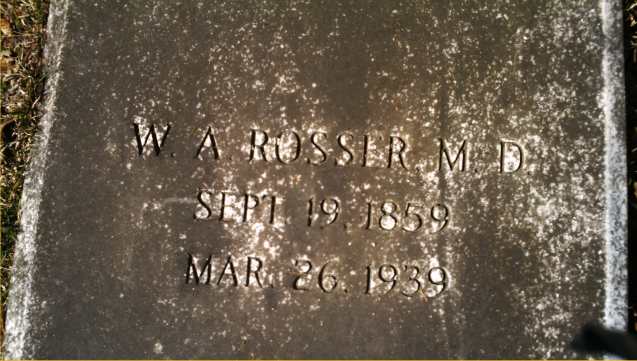 W. A. ROSSER, M. D.
SEPT. 19, 1859
MAR. 26, 1939